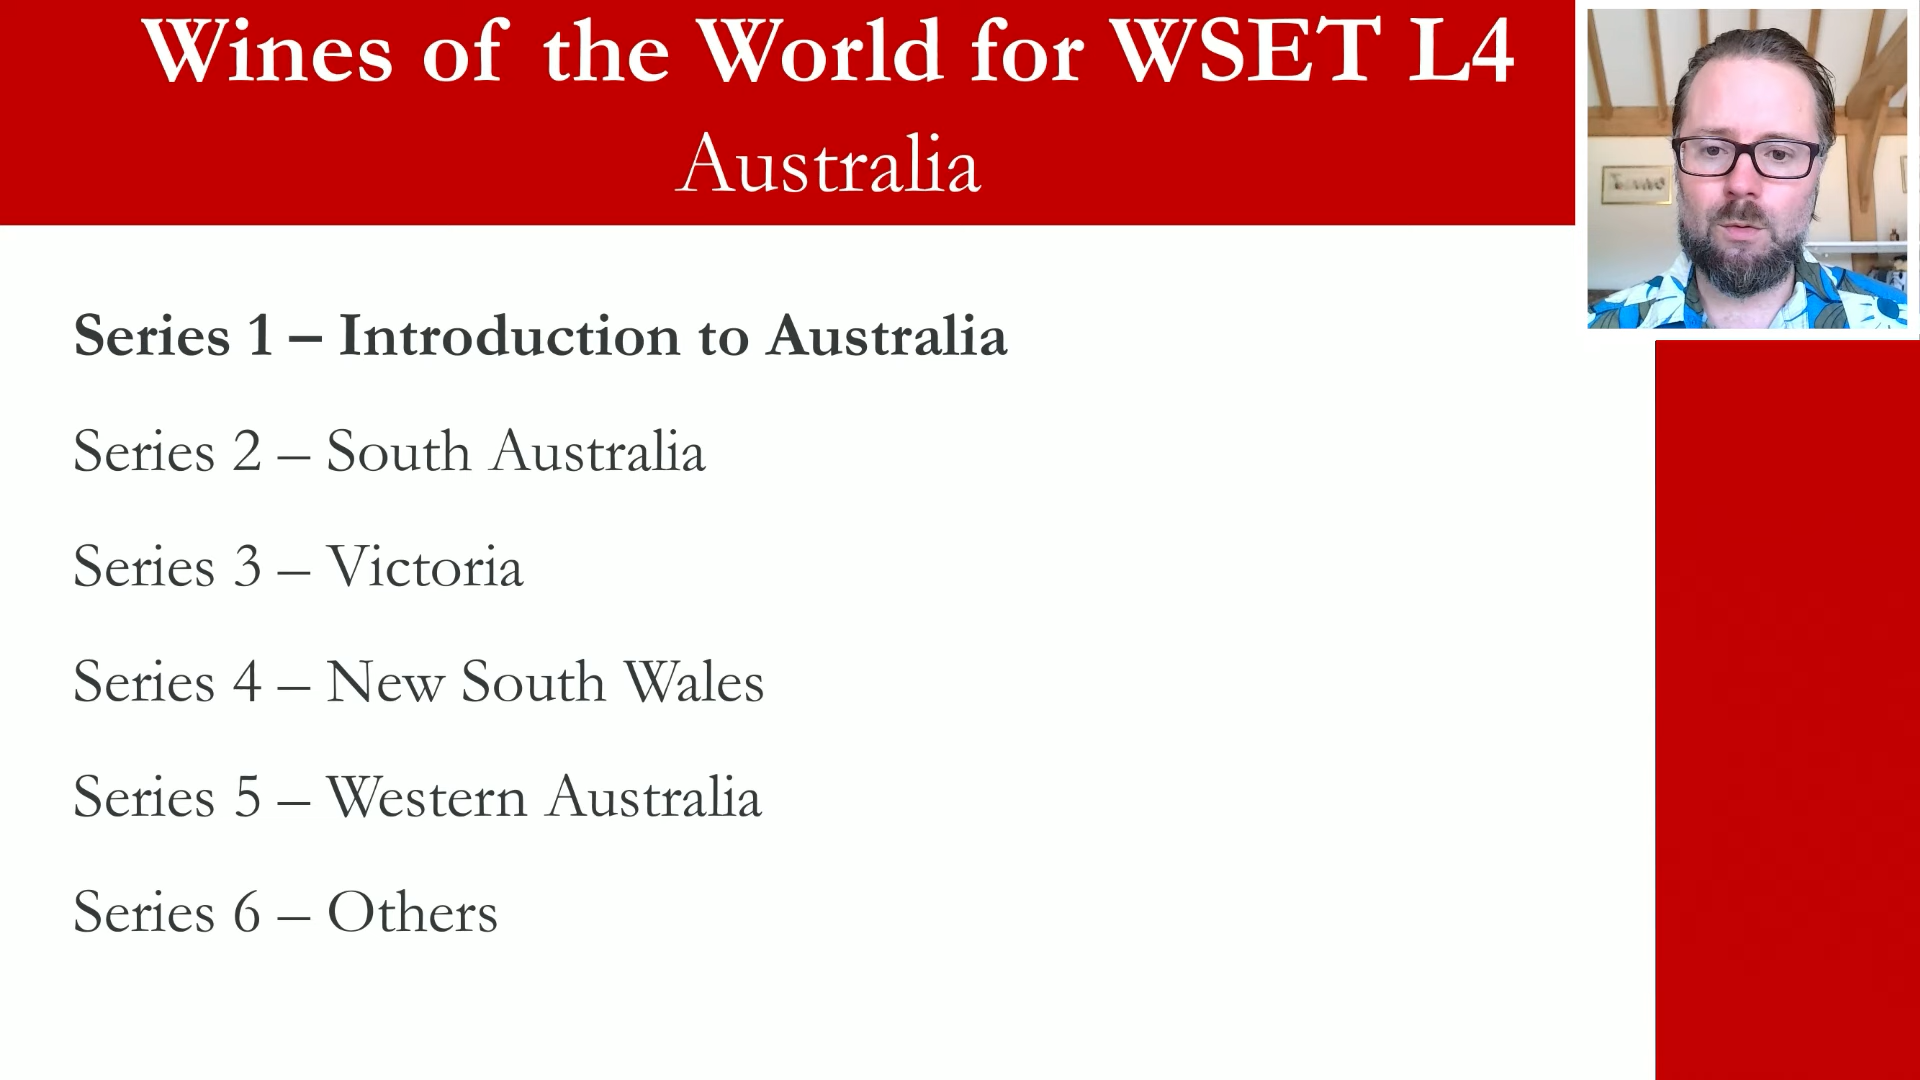 Wines of the World for WSET L4
Australia
Series 1 – Introduction to Australia
Series 2 – South Australia
Series 3 – Victoria
Series 4 – New South Wales
Series 5 – Western Australia
Series 6 – Others